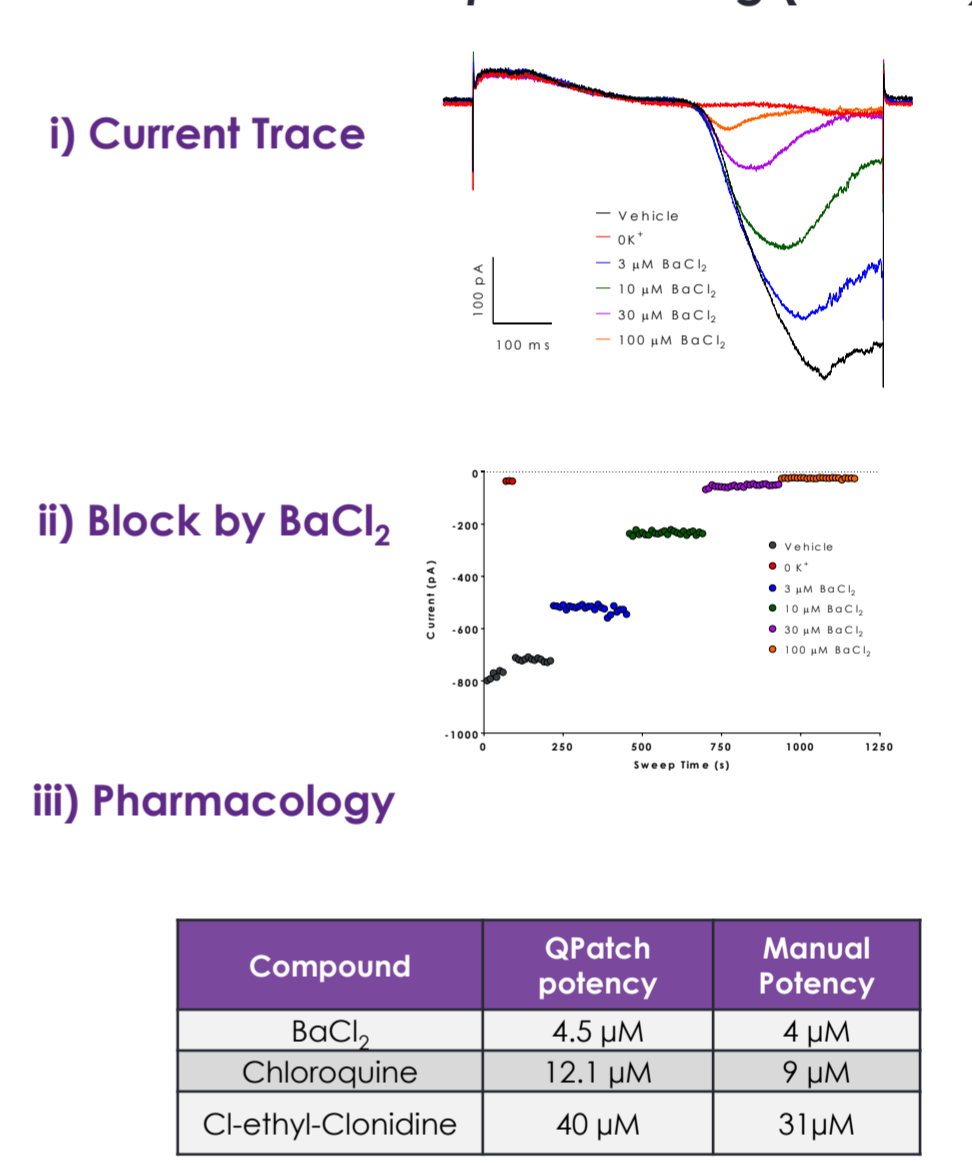 i) Current Trace
Vehicle
0K⁺
3 µM BaCl₂
10 µM BaCl₂
30 µM BaCl₂
100 µM BaCl₂
100 pA
100 ms
ii) Block by BaCl₂
0
-200
-400
-600
-800
-1000
Current (pA)
0 250 500 750 1000 1250
Sweep Time (s)
Vehicle
0 K⁺
3 µM BaCl₂
10 µM BaCl₂
30 µM BaCl₂
100 µM BaCl₂
iii) Pharmacology
Compound QPatch potency Manual Potency
BaCl₂ 4.5 µM 4 µM
Chloroquine 12.1 µM 9 µM
Cl-ethyl-Clonidine 40 µM 31µM